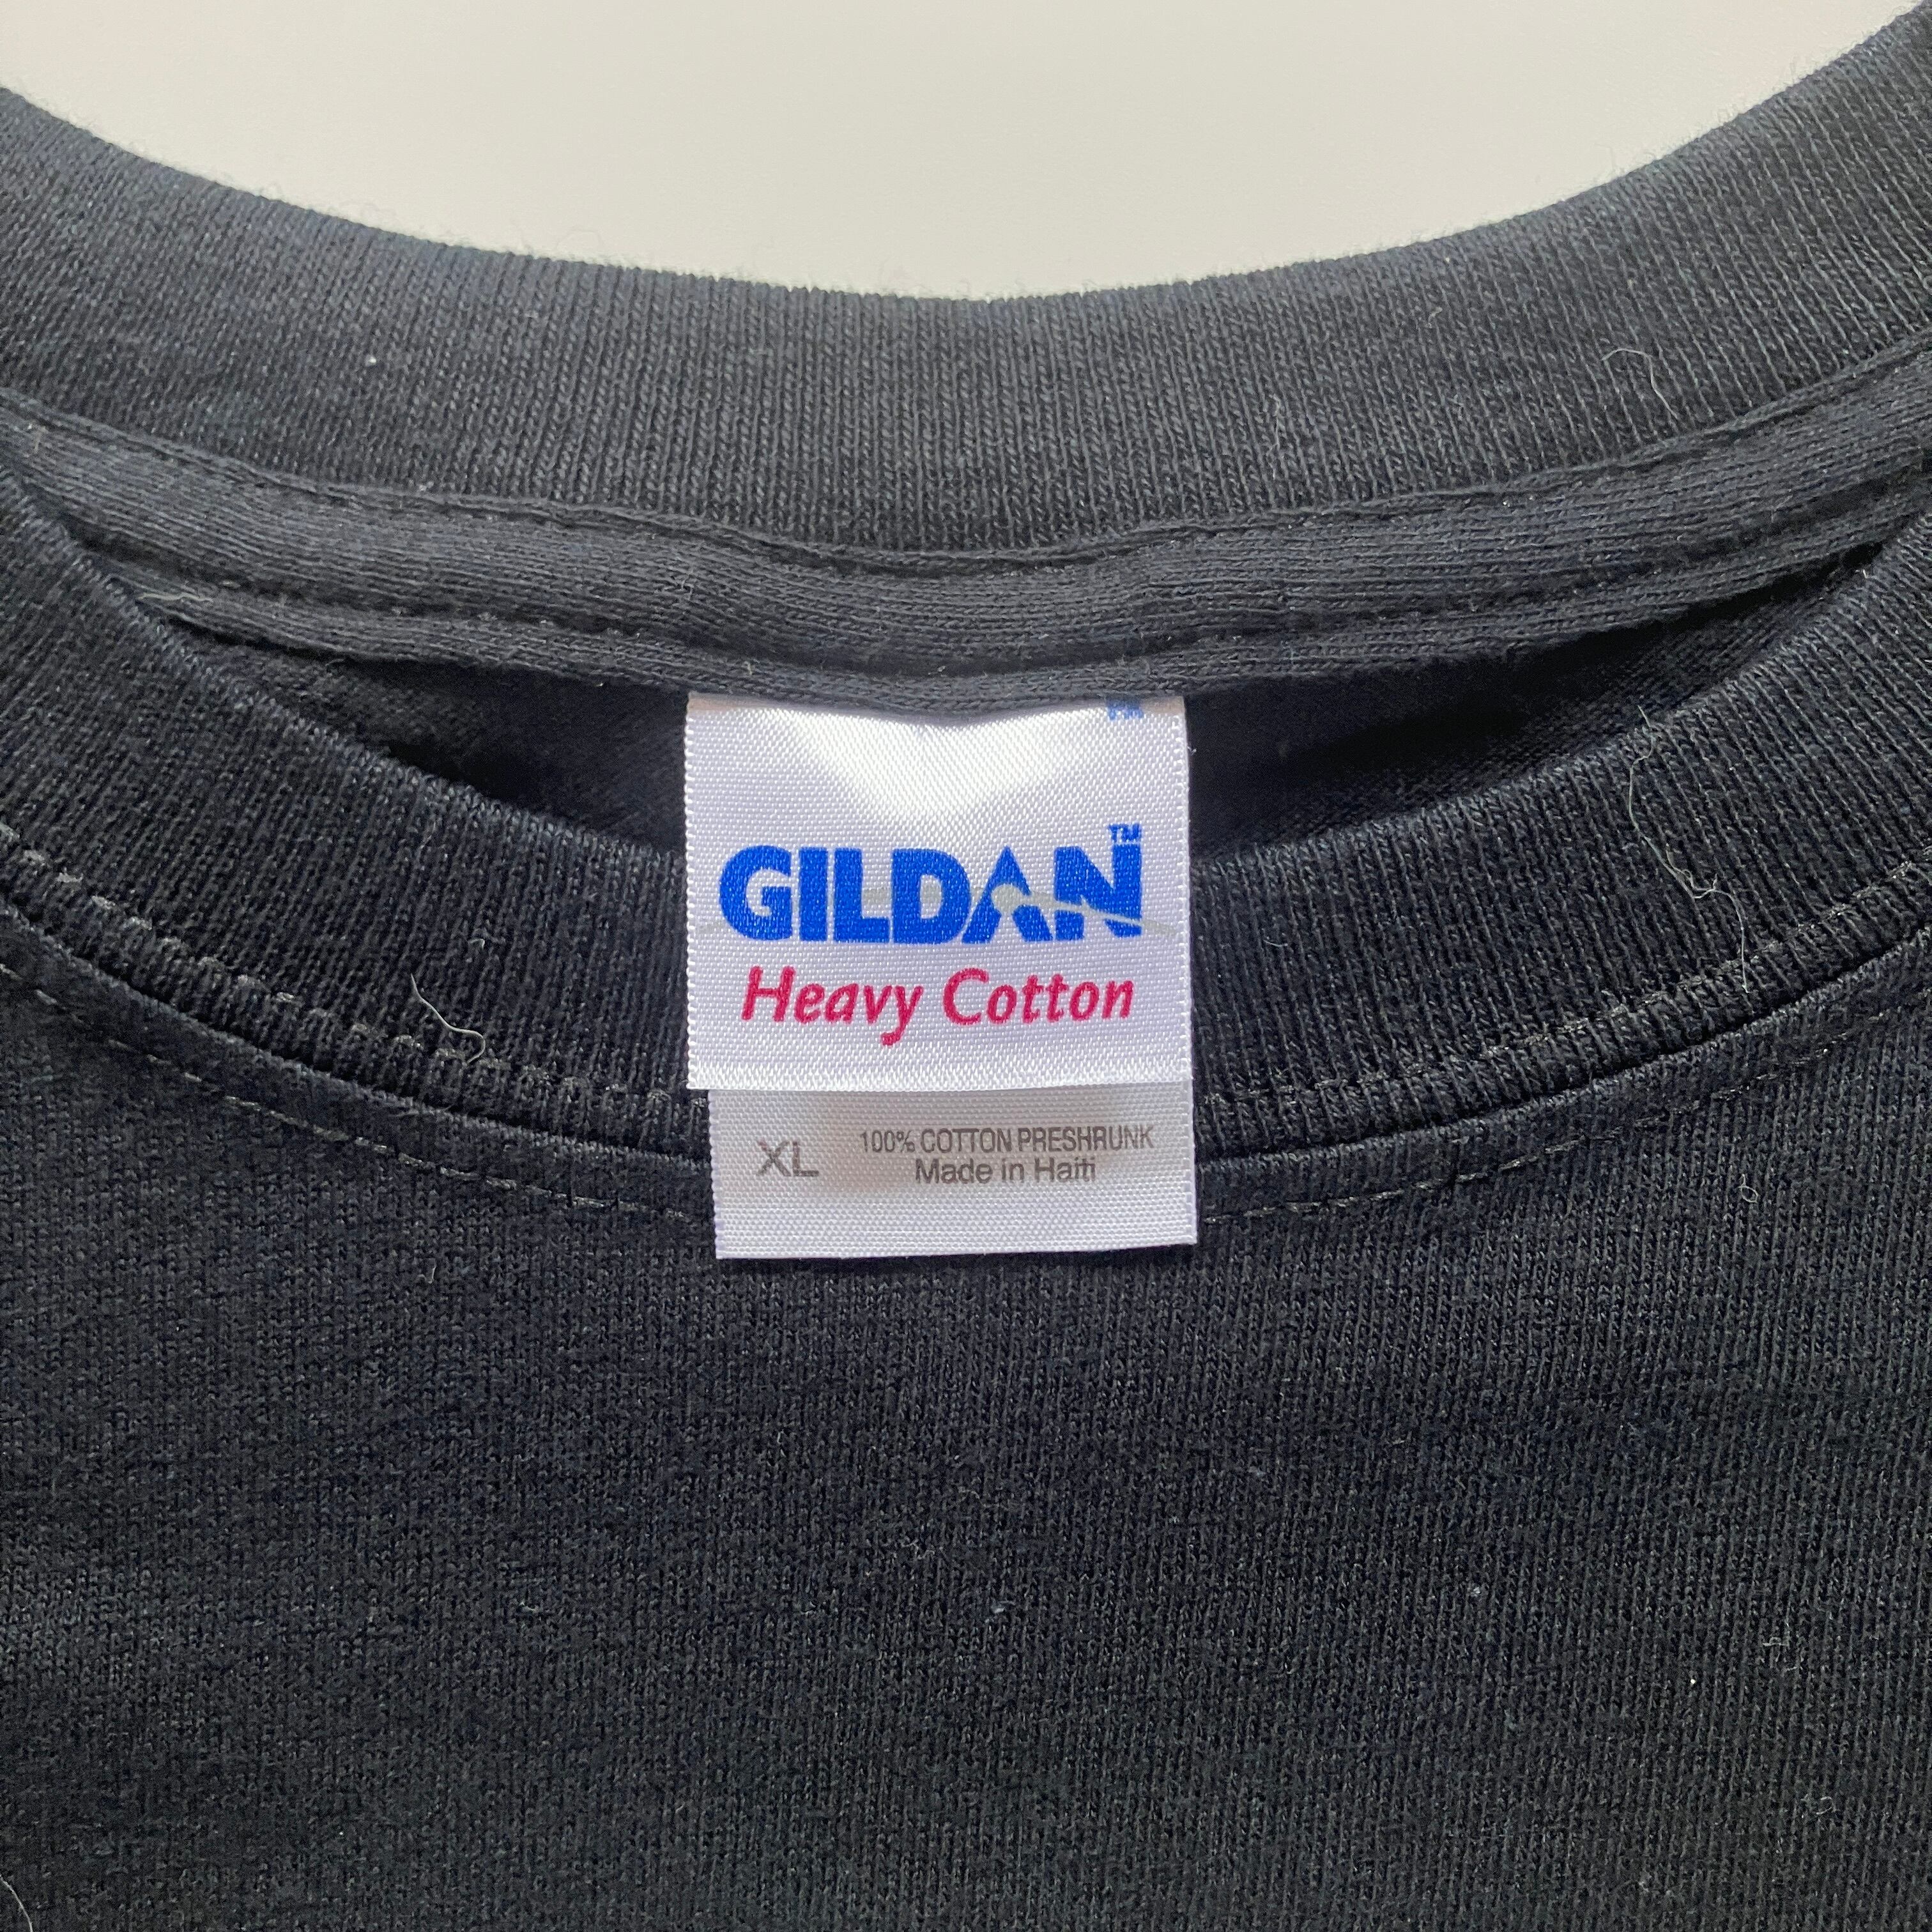 GILDAN™
Heavy Cotton
XL 100% COTTON PRESHRUNK
Made in Haiti